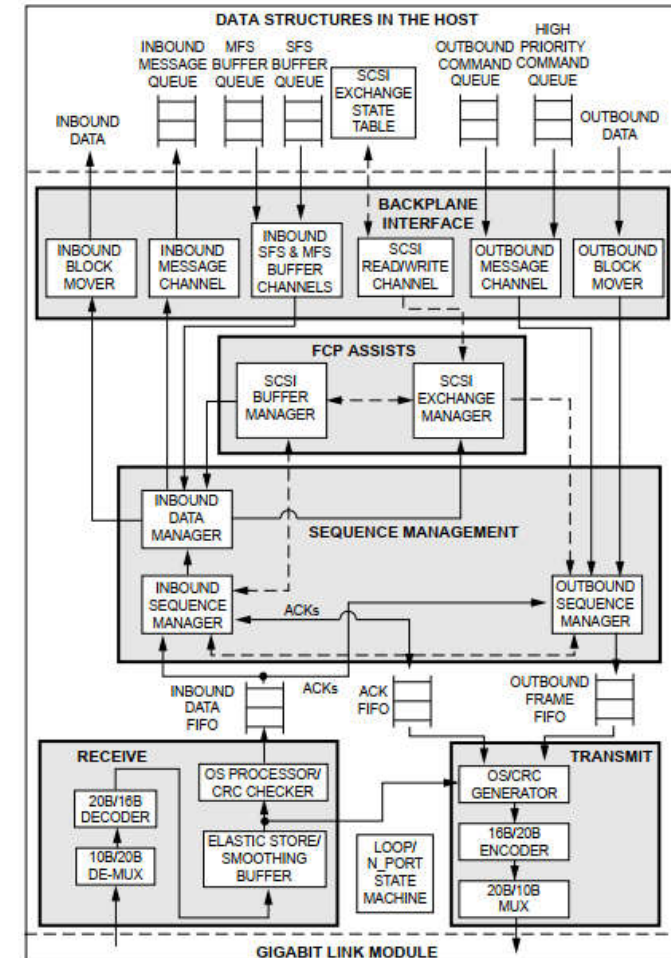 DATA STRUCTURES IN THE HOST
INBOUND
MESSAGE
QUEUE
MFS
BUFFER
QUEUE
SFS
BUFFER
QUEUE
SCSI
EXCHANGE
STATE
TABLE
OUTBOUND
COMMAND
QUEUE
HIGH
PRIORITY
COMMAND
QUEUE
INBOUND
DATA
OUTBOUND
DATA
BACKPLANE
INTERFACE
INBOUND
BLOCK
MOVER
INBOUND
MESSAGE
CHANNEL
INBOUND
SFS & MFS
BUFFER
CHANNELS
SCSI
READ/WRITE
CHANNEL
OUTBOUND
MESSAGE
CHANNEL
OUTBOUND
BLOCK
MOVER
FCP ASSISTS
SCSI
BUFFER
MANAGER
SCSI
EXCHANGE
MANAGER
INBOUND
DATA
MANAGER
SEQUENCE MANAGEMENT
INBOUND
SEQUENCE
MANAGER
ACKs
OUTBOUND
SEQUENCE
MANAGER
ACKs
INBOUND
DATA
FIFO
ACK
FIFO
OUTBOUND
FRAME
FIFO
RECEIVE
OS PROCESSOR/
CRC CHECKER
20B/16B
DECODER
10B/20B
DE-MUX
ELASTIC STORE/
SMOOTHING
BUFFER
LOOP/
N_PORT
STATE
MACHINE
TRANSMIT
OS/CRC
GENERATOR
16B/20B
ENCODER
20B/10B
MUX
GIGABIT LINK MODULE